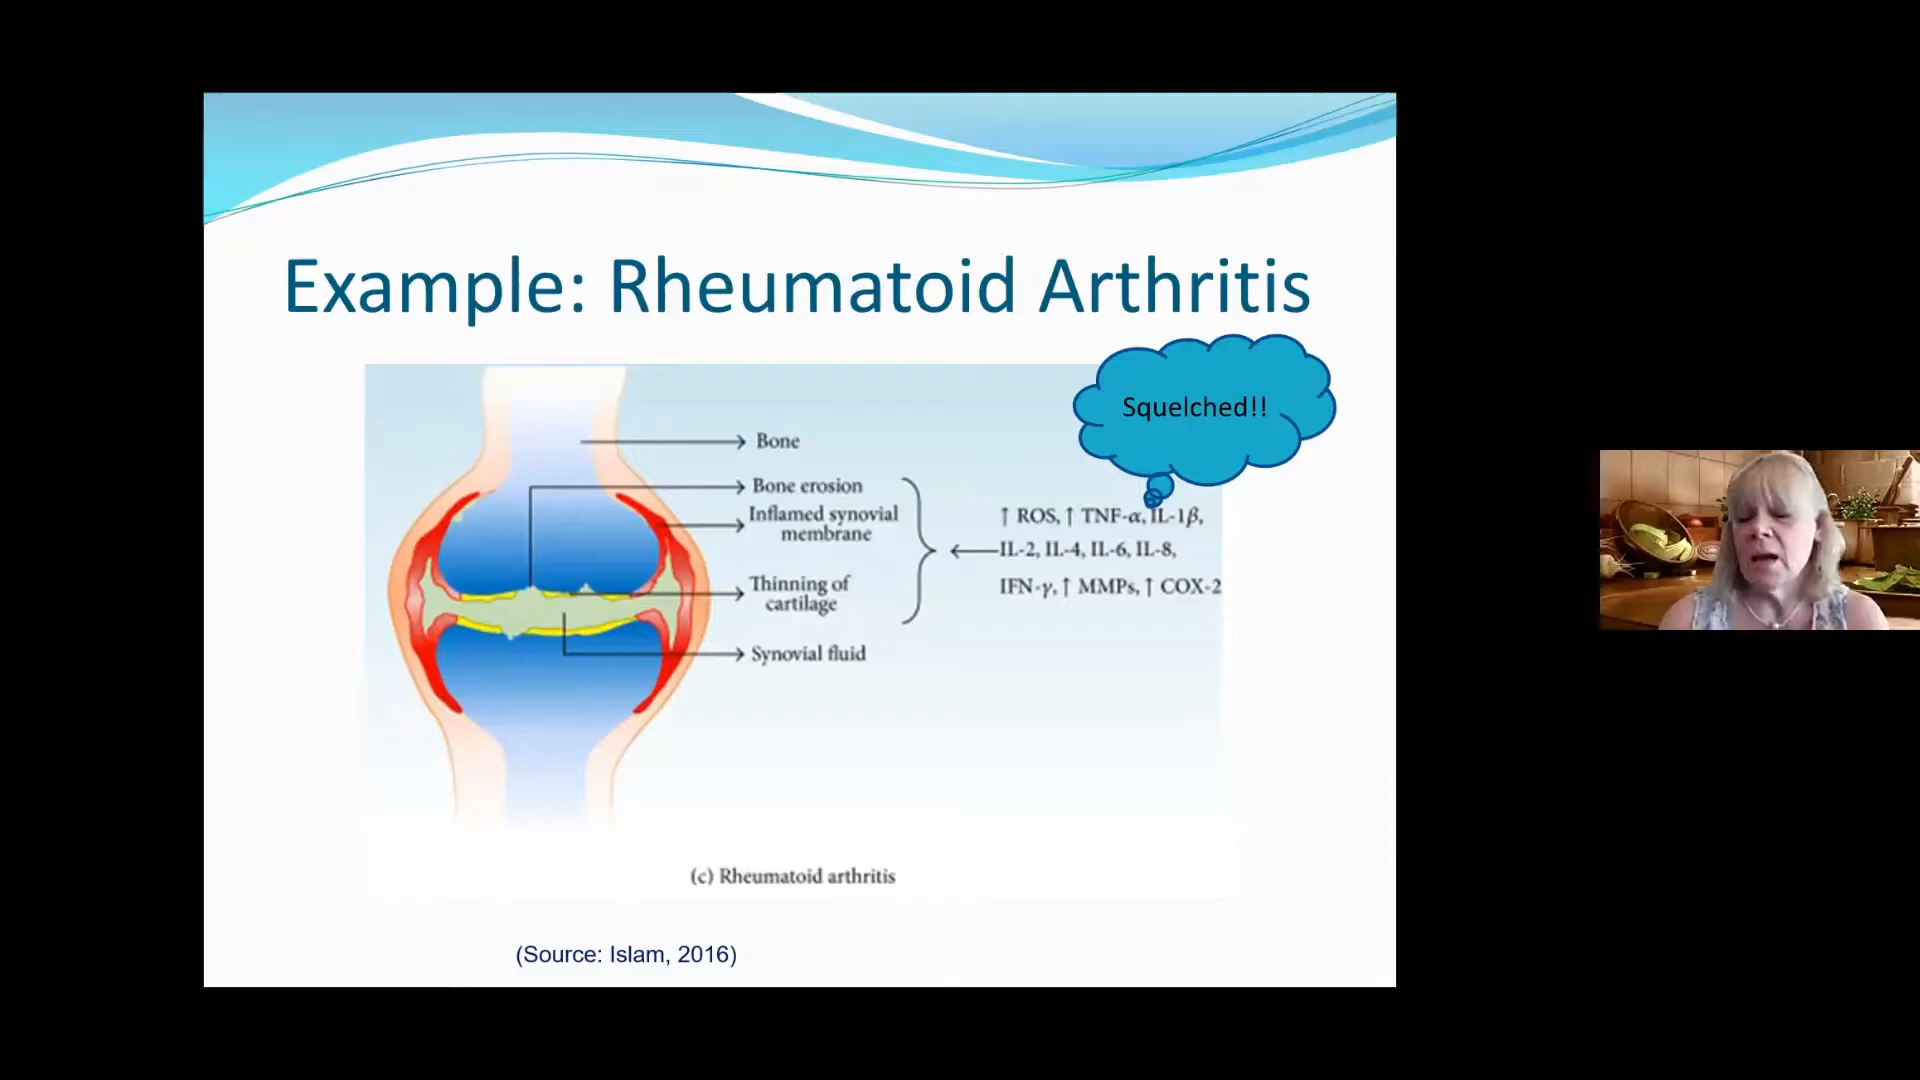 Example: Rheumatoid Arthritis
Squelched!!
Bone
Bone erosion
Inflamed synovial
membrane
Thinning of
cartilage
Synovial fluid
↑ ROS, ↑ TNF-α, IL-1β,
IL-2, IL-4, IL-6, IL-8,
IFN-γ, ↑ MMPs, ↑ COX-2
(c) Rheumatoid arthritis
(Source: Islam, 2016)